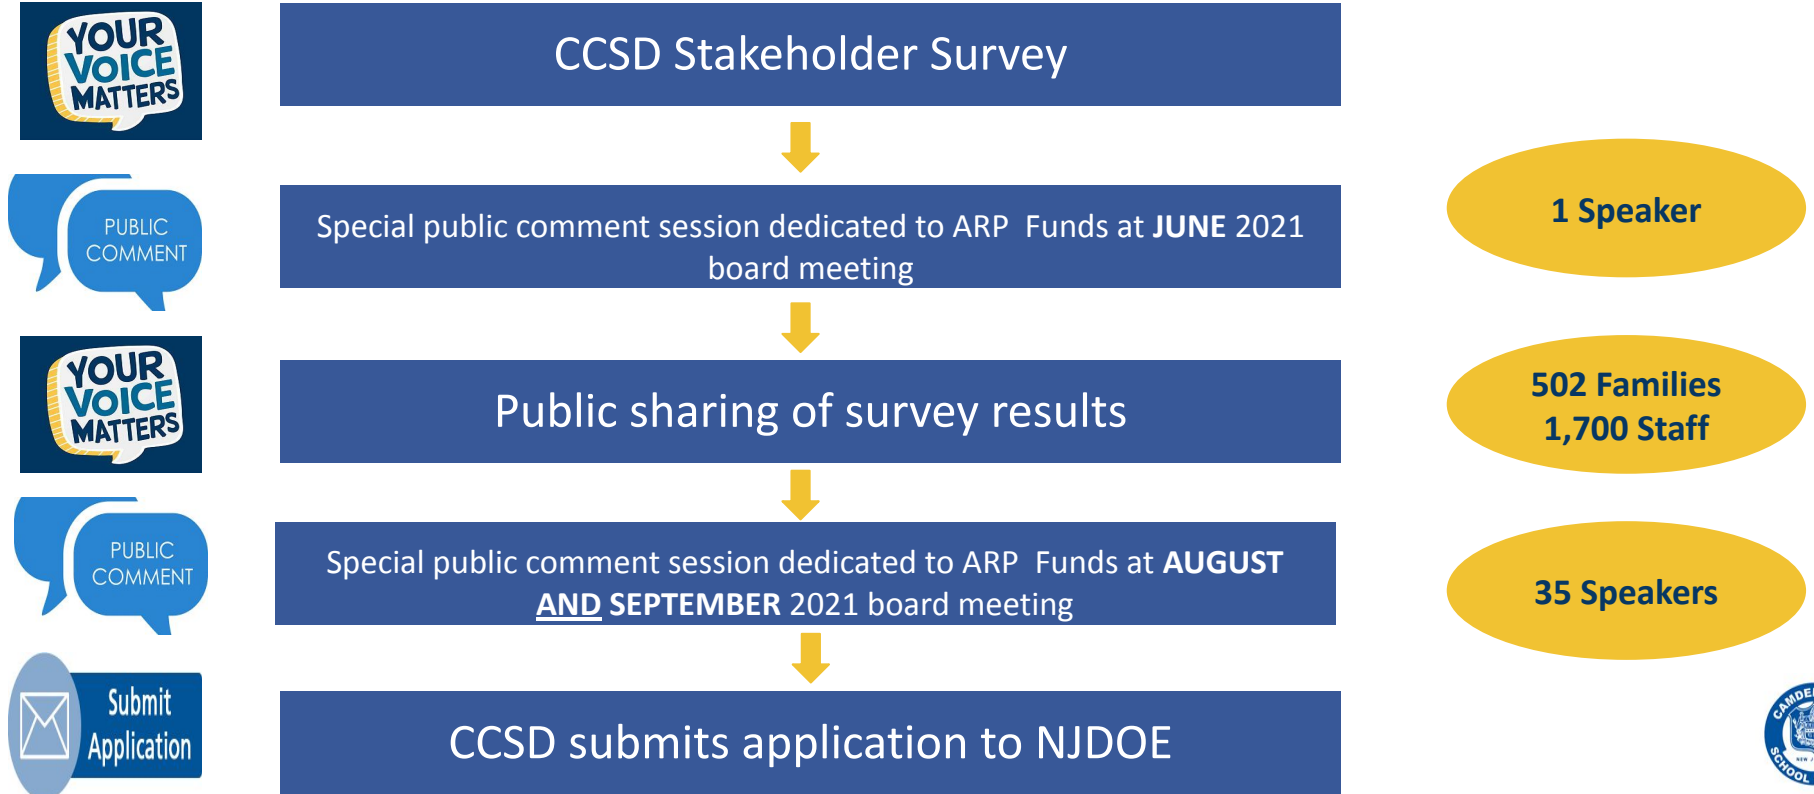 YOUR
VOICE
MATTERS
CCSD Stakeholder Survey
PUBLIC
COMMENT
Special public comment session dedicated to ARP Funds at JUNE 2021
board meeting
1 Speaker
YOUR
VOICE
MATTERS
Public sharing of survey results
502 Families
1,700 Staff
PUBLIC
COMMENT
Special public comment session dedicated to ARP Funds at AUGUST
AND SEPTEMBER 2021 board meeting
35 Speakers
Submit
Application
CCSD submits application to NJDOE
SCHOOL